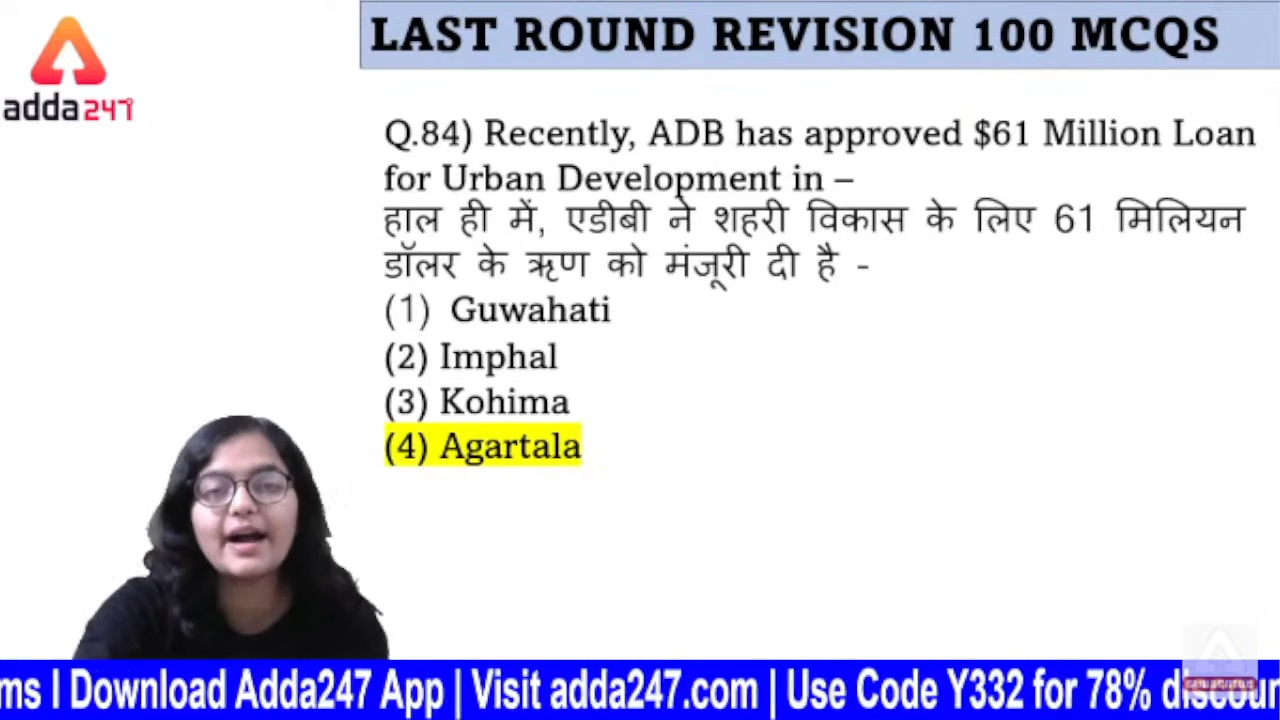 LAST ROUND REVISION 100 MCQS
adda247
Q.84) Recently, ADB has approved $61 Million Loan
for Urban Development in –
हाल ही में, एडीबी ने शहरी विकास के लिए 61 मिलियन
डॉलर के ऋण को मंजूरी दी है -
(1) Guwahati
(2) Imphal
(3) Kohima
(4) Agartala
ms I Download Adda247 App | Visit adda247.com | Use Code Y332 for 78% discoun